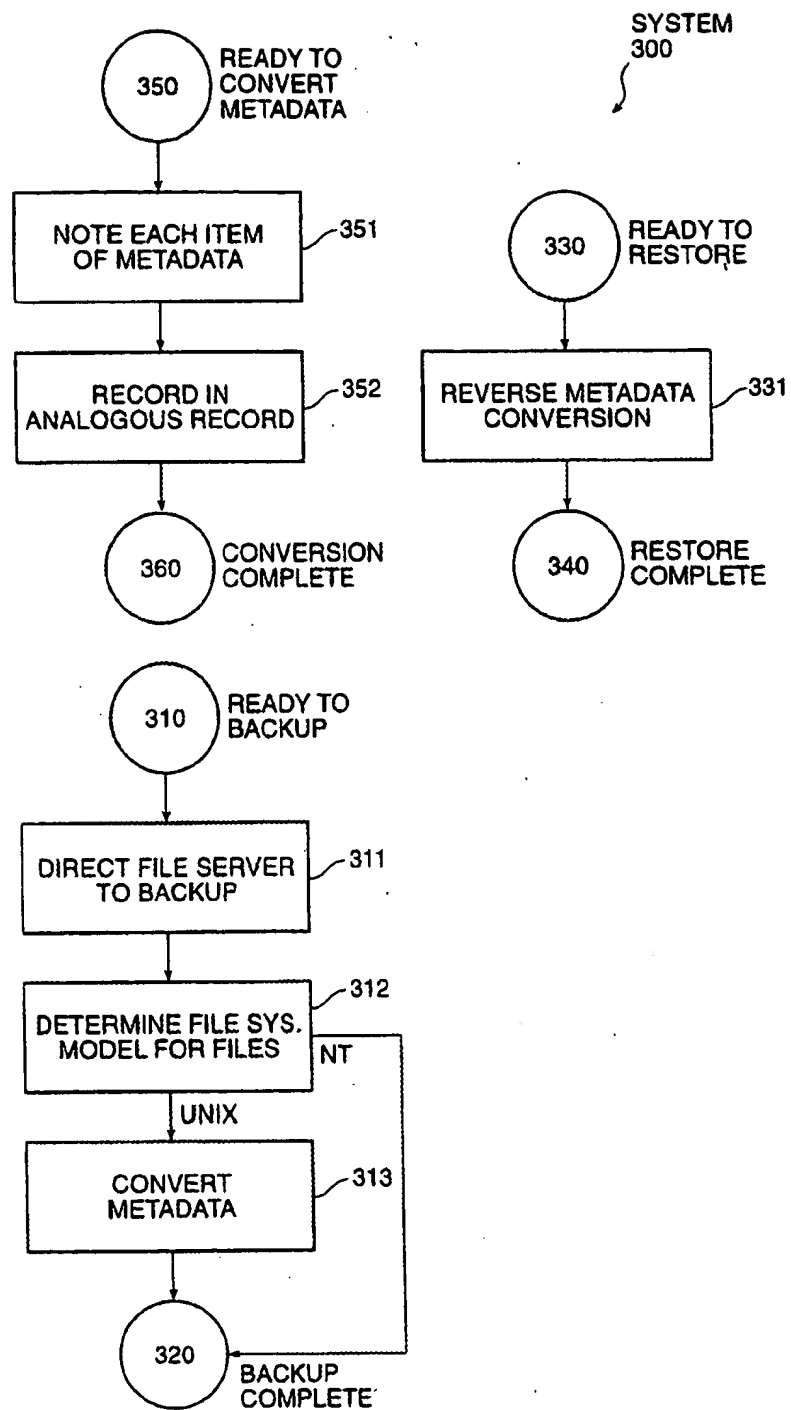 SYSTEM
300
350
READY TO
CONVERT
METADATA
NOTE EACH ITEM
OF METADATA
351
RECORD IN
ANALOGOUS RECORD
352
360
CONVERSION
COMPLETE
330
READY TO
RESTORE
REVERSE METADATA
CONVERSION
331
340
RESTORE
COMPLETE
310
READY TO
BACKUP
DIRECT FILE SERVER
TO BACKUP
311
DETERMINE FILE SYS.
MODEL FOR FILES
312
NT
UNIX
CONVERT
METADATA
313
320
BACKUP
COMPLETE